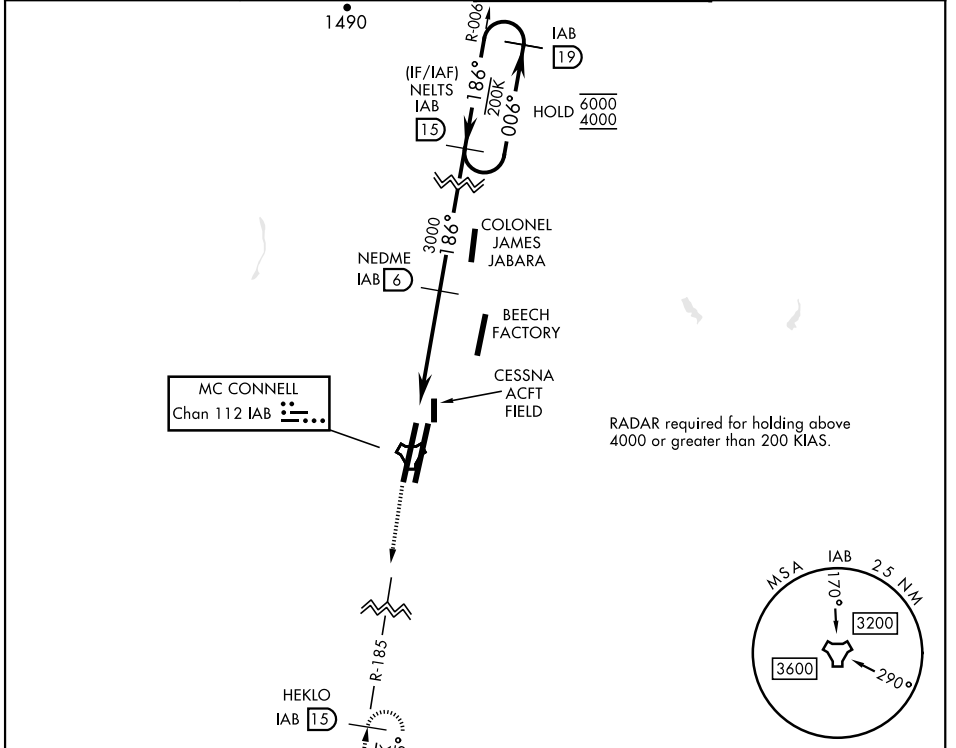 1490
R-006
IAB
19
(IF/IAF)
NELTS
IAB
15
186°
200K
006°
HOLD 6000
4000
3000
186°
COLONEL
JAMES
JABARA
NEDME
IAB 6
BEECH
FACTORY
CESSNA
ACFT
FIELD
MC CONNELL
Chan 112 IAB
RADAR required for holding above
4000 or greater than 200 KIAS.
MSA IAB 25 NM
170°
3200
3600
290°
R-185
HEKLO
IAB 15